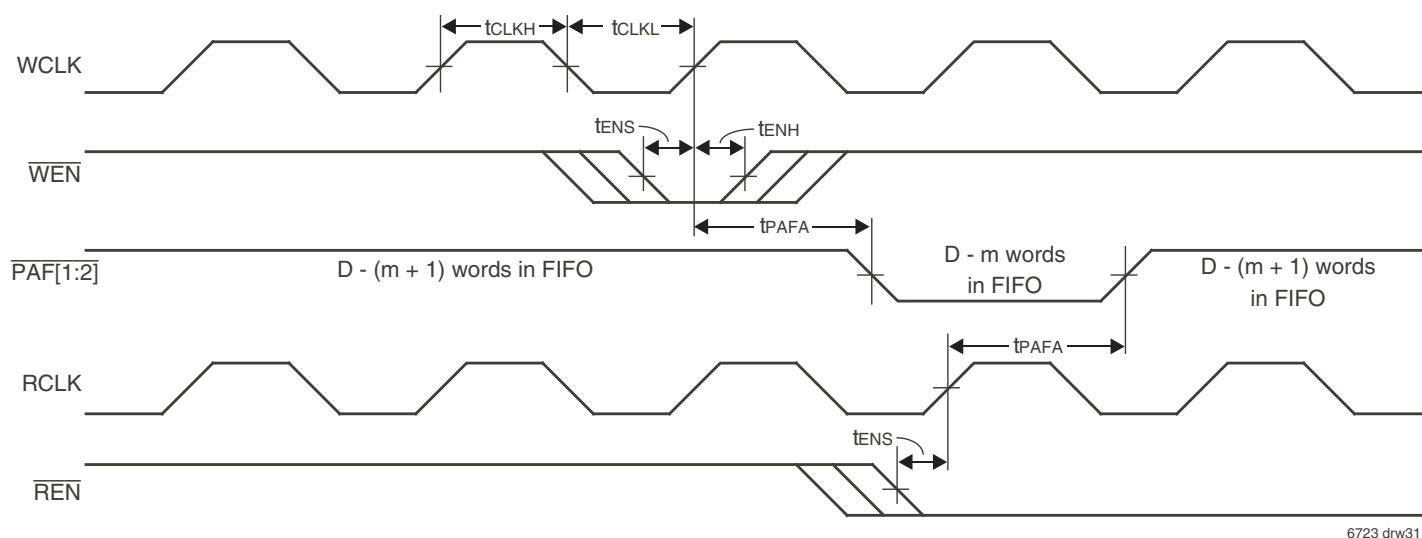 tCLKH
tCLKL
WCLK
tENS
tENH
WEN
tPAFA
PAF[1:2]
D - (m + 1) words in FIFO
D - m words
in FIFO
D - (m + 1) words
in FIFO
tPAFA
RCLK
tENS
REN
6723 drw31